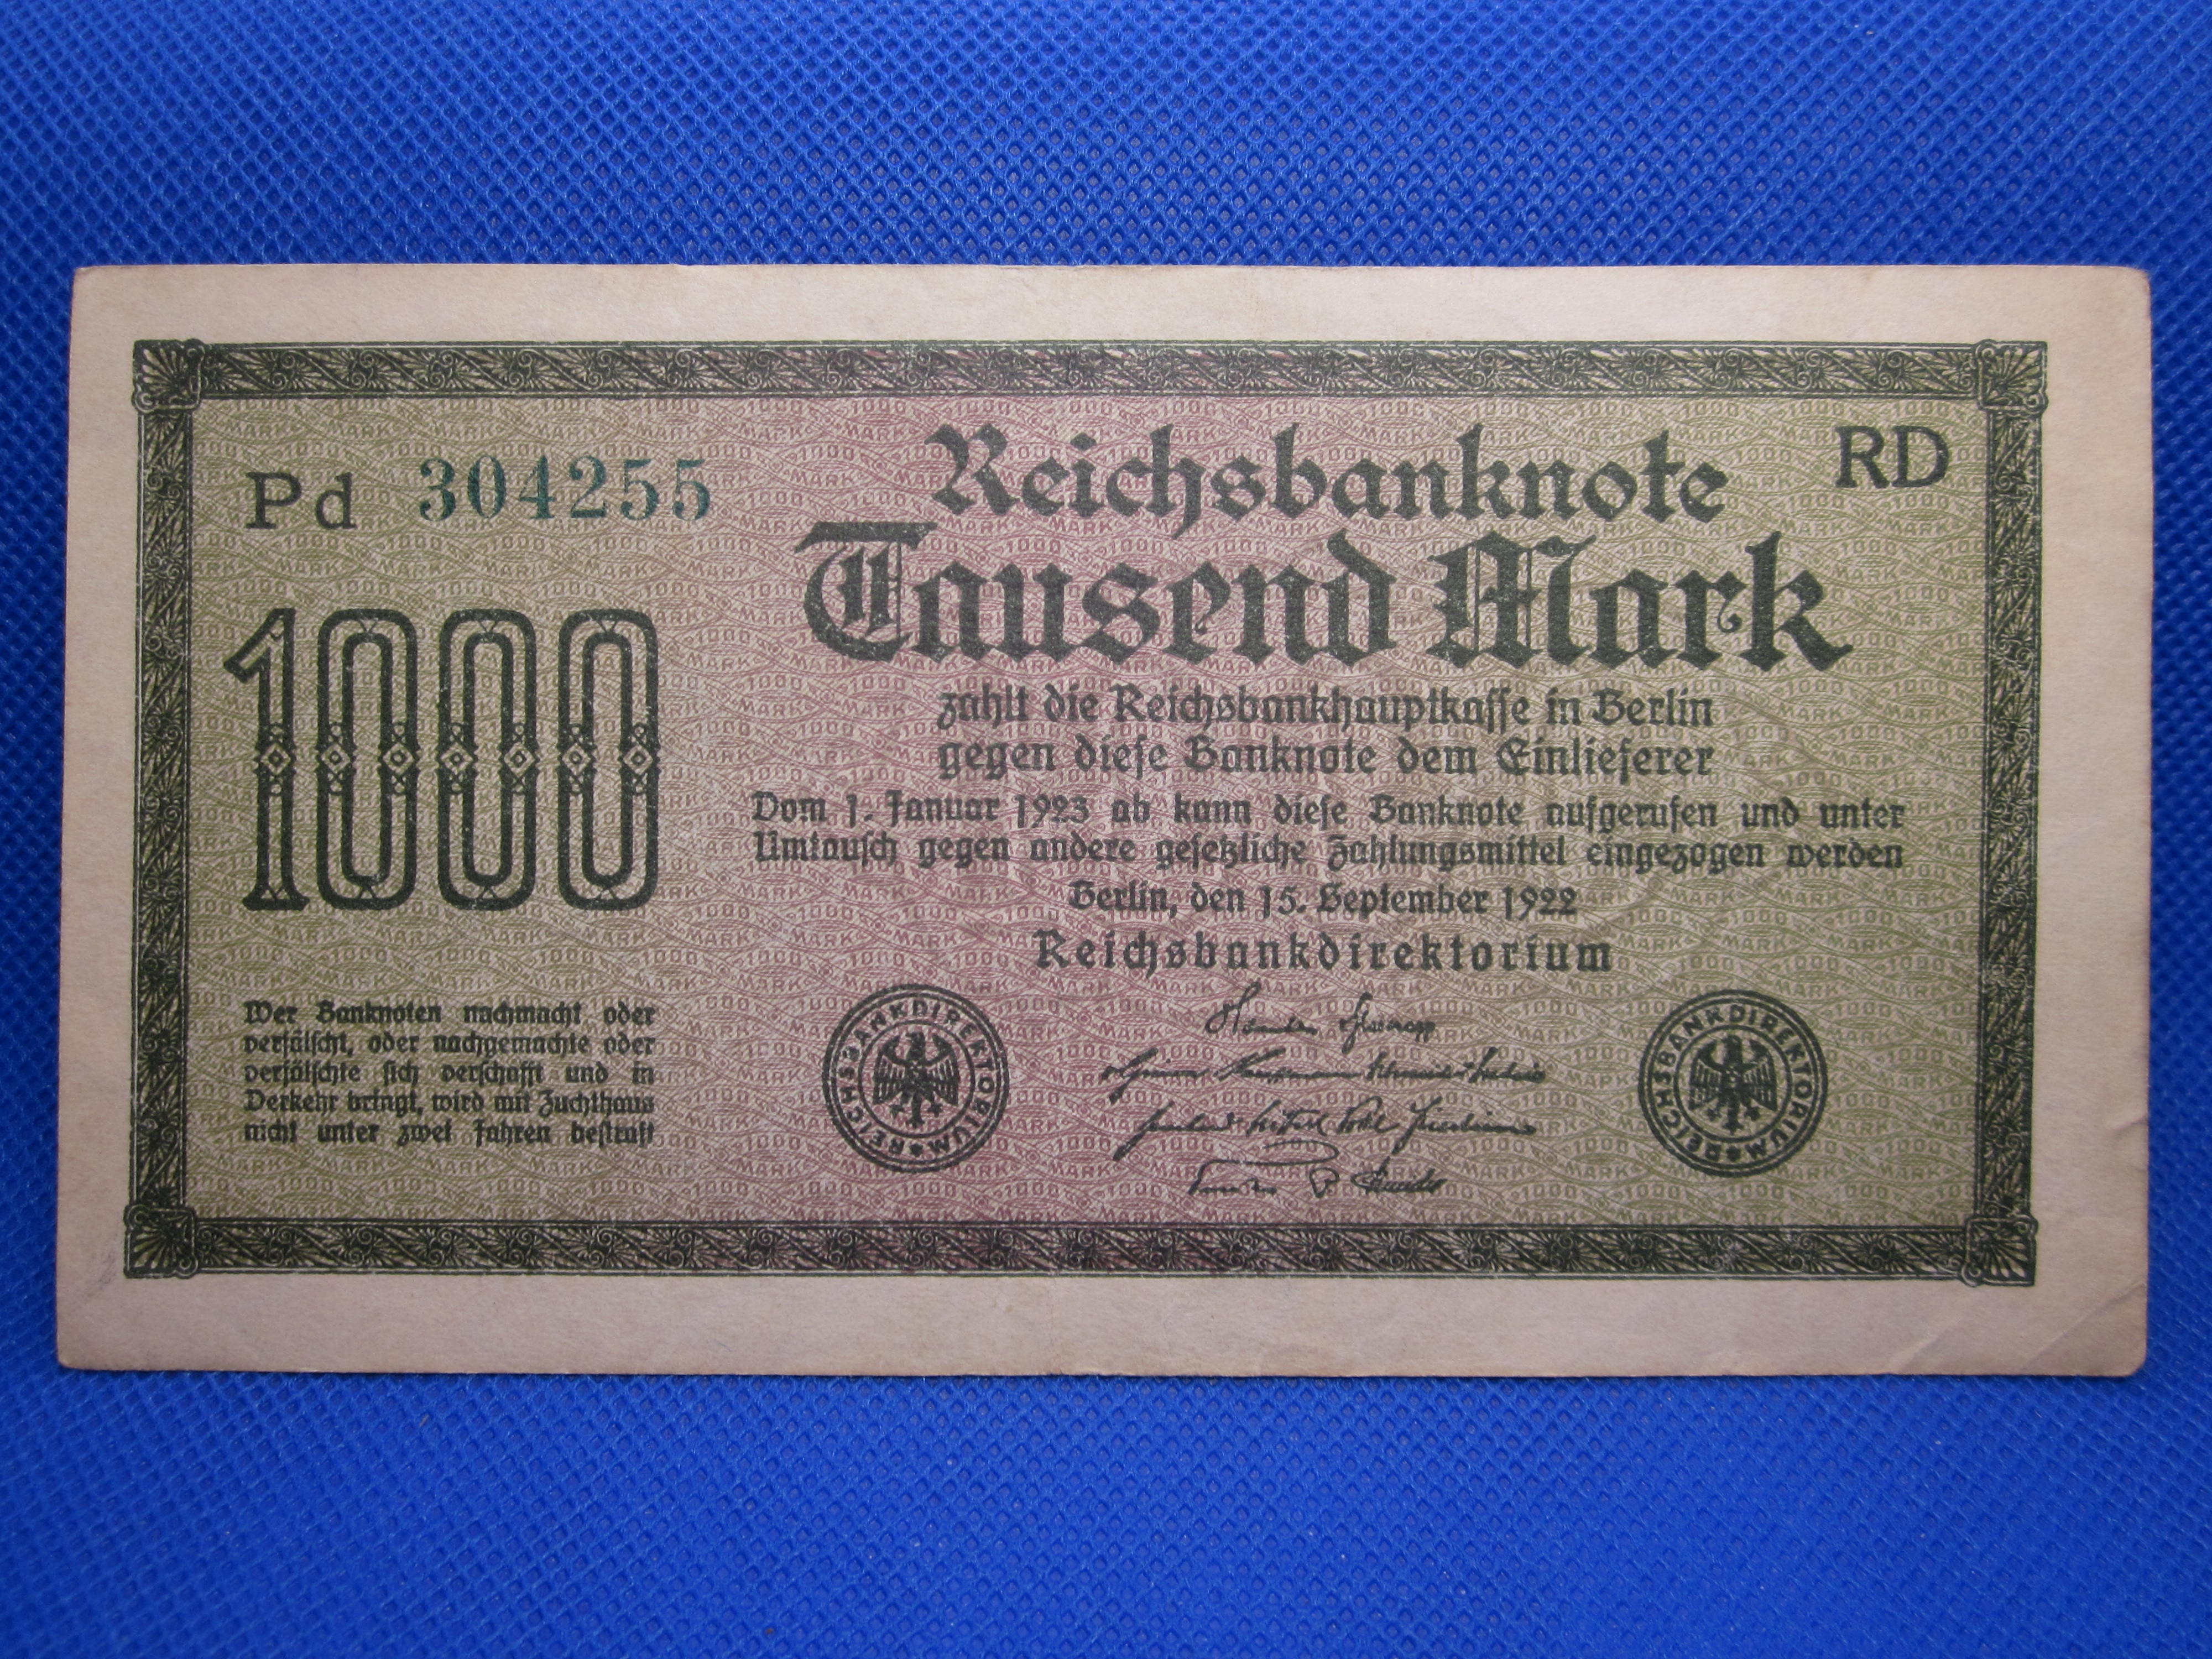 Pd 304255
RD
Reichsbanknote
Tausend Mark
1000
zahlt die Reichsbankhauptkasse in Berlin
gegen diese Banknote dem Einlieferer
Vom 1. Januar 1923 ab kann diese Banknote aufgerufen und unter
Umtausch gegen andere gesetzliche Zahlungsmittel eingezogen werden
Berlin, den 15. September 1922
Reichsbankdirektorium
Wer Banknoten nachmacht oder
verfälscht, oder nachgemachte oder
verfälschte sich verschafft und in
Verkehr bringt, wird mit Zuchthaus
nicht unter zwei Jahren bestraft
REICHSBANKDIREKTORIUM
REICHSBANKDIREKTORIUM